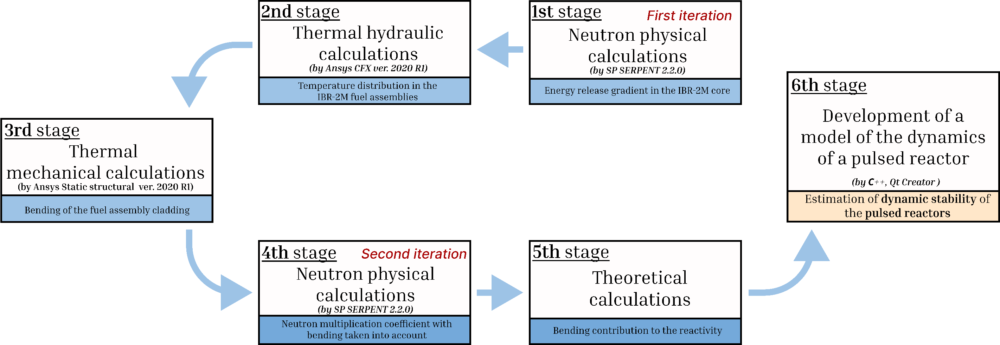 1st stage
First iteration
Neutron physical
calculations
(by SP SERPENT 2.2.0)
Energy release gradient in the IBR-2M core
2nd stage
Thermal hydraulic
calculations
(by Ansys CFX ver. 2020 R1)
Temperature distribution in the
IBR-2M fuel assemblies
3rd stage
Thermal
mechanical calculations
(by Ansys Static structural ver. 2020 R1)
Bending of the fuel assembly cladding
4th stage
Second iteration
Neutron physical
calculations
(by SP SERPENT 2.2.0)
Neutron multiplication coefficient with
bending taken into account
5th stage
Theoretical
calculations
Bending contribution to the reactivity
6th stage
Development of a
model of the dynamics
of a pulsed reactor
(by C++, Qt Creator )
Estimation of dynamic stability of
the pulsed reactors